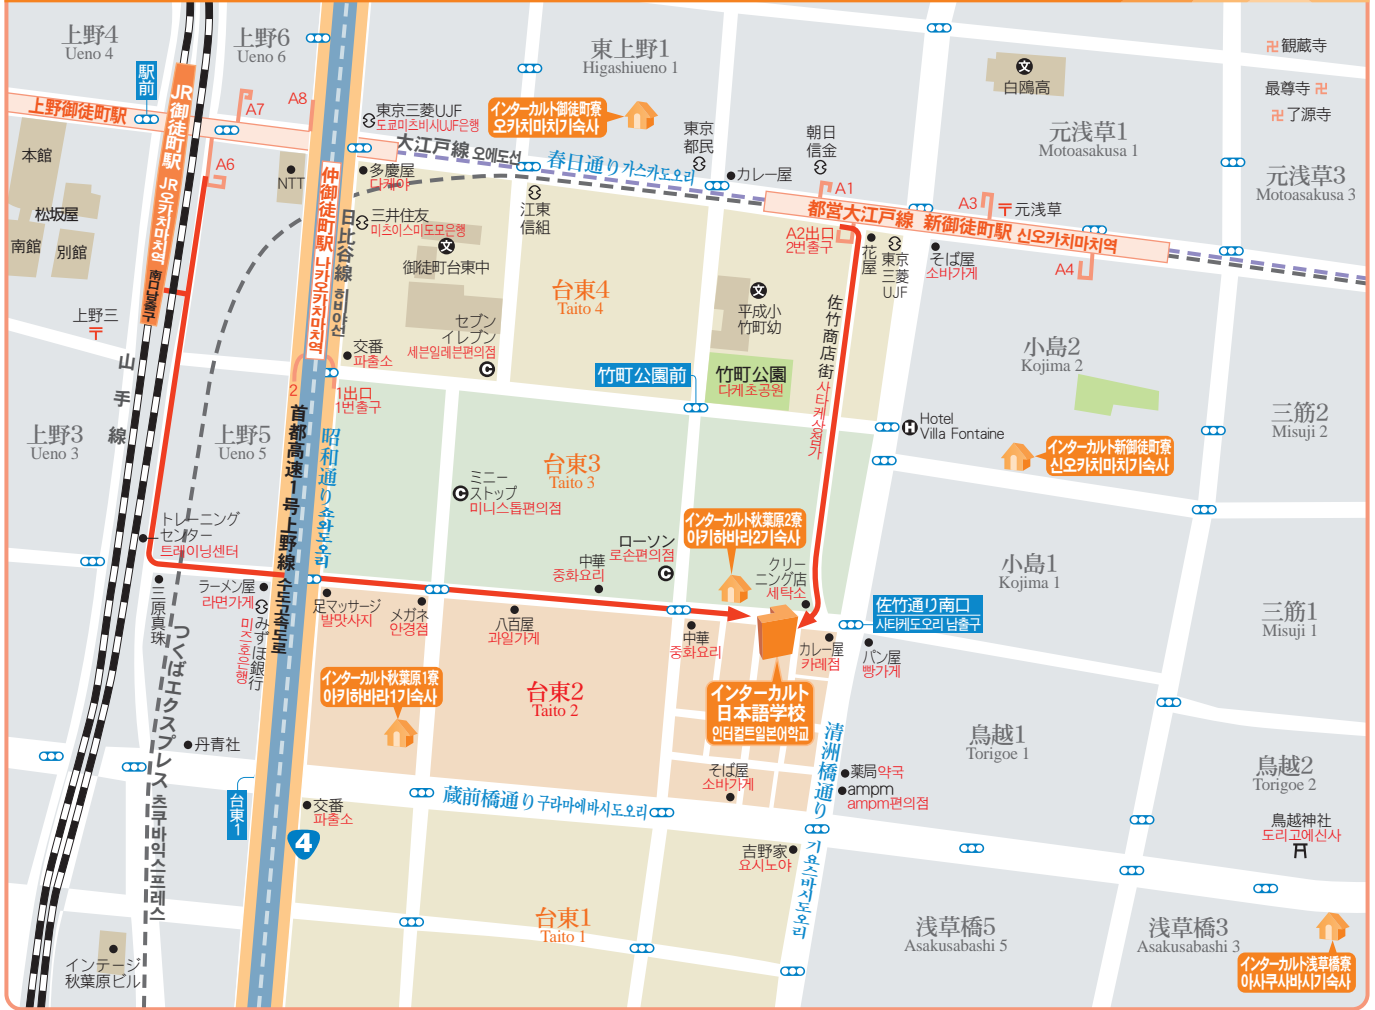 上野4
Ueno 4
上野6
Ueno 6
東上野1
Higashiueno 1
卍観蔵寺
最尊寺卍
卍了源寺
白鴎高
文
駅前
JR御徒町駅 JR오카치마치역
南口남출구
上野御徒町駅
A7
A8
A6
東京三菱UJF
도쿄미츠비시UJF은행
インターカルト御徒町寮
오카치마치기숙사
大江戸線 오에도선
春日通り가스카도오리
東京
都民
朝日
信金
カレー屋
元浅草1
Motoasakusa 1
元浅草3
Motoasakusa 3
本館
松坂屋
南館
別館
NTT
多慶屋
다케야
仲御徒町駅 나카오카치마치역
日比谷線 히비야선
三井住友
미츠이스미도모은행
文
御徒町台東中
江東
信組
A1
A3
〒元浅草
都営大江戸線 新御徒町駅 신오카치마치역
A2出口
2번출구
花屋
東京
三菱
UJF
そば屋
소바가게
A4
台東4
Taito 4
文
平成小
竹町幼
佐竹商店街 사타케상점가
上野三
〒
山手線
交番
파출소
セブン
イレブン
세븐일레븐편의점
竹町公園前
竹町公園
다케초공원
小島2
Kojima 2
2
1出口
1번출구
首都高速1号上野線 수도고속도로
昭和通り쇼와도오리
上野3
Ueno 3
上野5
Ueno 5
H Hotel
Villa Fontaine
三筋2
Misuji 2
インターカルト新御徒町寮
신오카치마치기숙사
台東3
Taito 3
ミニー
ストップ
미니스톱편의점
インターカルト秋葉原2寮
아키하바라2기숙사
トレーニング
センター
트레이닝센터
ローソン
로손편의점
中華
중화요리
クリー
ニング店
세탁소
小島1
Kojima 1
三筋1
Misuji 1
三原真珠
ラーメン屋
라면가게
みずほ銀行
미즈호은행
足マッサージ
발맛사지
メガネ
안경점
八百屋
과일가게
中華
중화요리
佐竹通り南口
사타케도오리 남출구
カレー屋
카레점
パン屋
빵가게
つくばエクスプレス 츠쿠바익스프레스
インターカルト秋葉原1寮
아키하바라1기숙사
台東2
Taito 2
インターカルト
日本語学校
인터컬트일본어학교
清洲橋通り 기요스바시도오리
鳥越1
Torigoe 1
鳥越2
Torigoe 2
丹青社
そば屋
소바가게
薬局약국
ampm
ampm편의점
台東1
交番
파출소
蔵前橋通り구라마에바시도오리
4
吉野家
요시노야
鳥越神社
도리고에신사
台東1
Taito 1
浅草橋5
Asakusabashi 5
浅草橋3
Asakusabashi 3
インテージ
秋葉原ビル
インターカルト浅草橋寮
아사쿠사바시기숙사